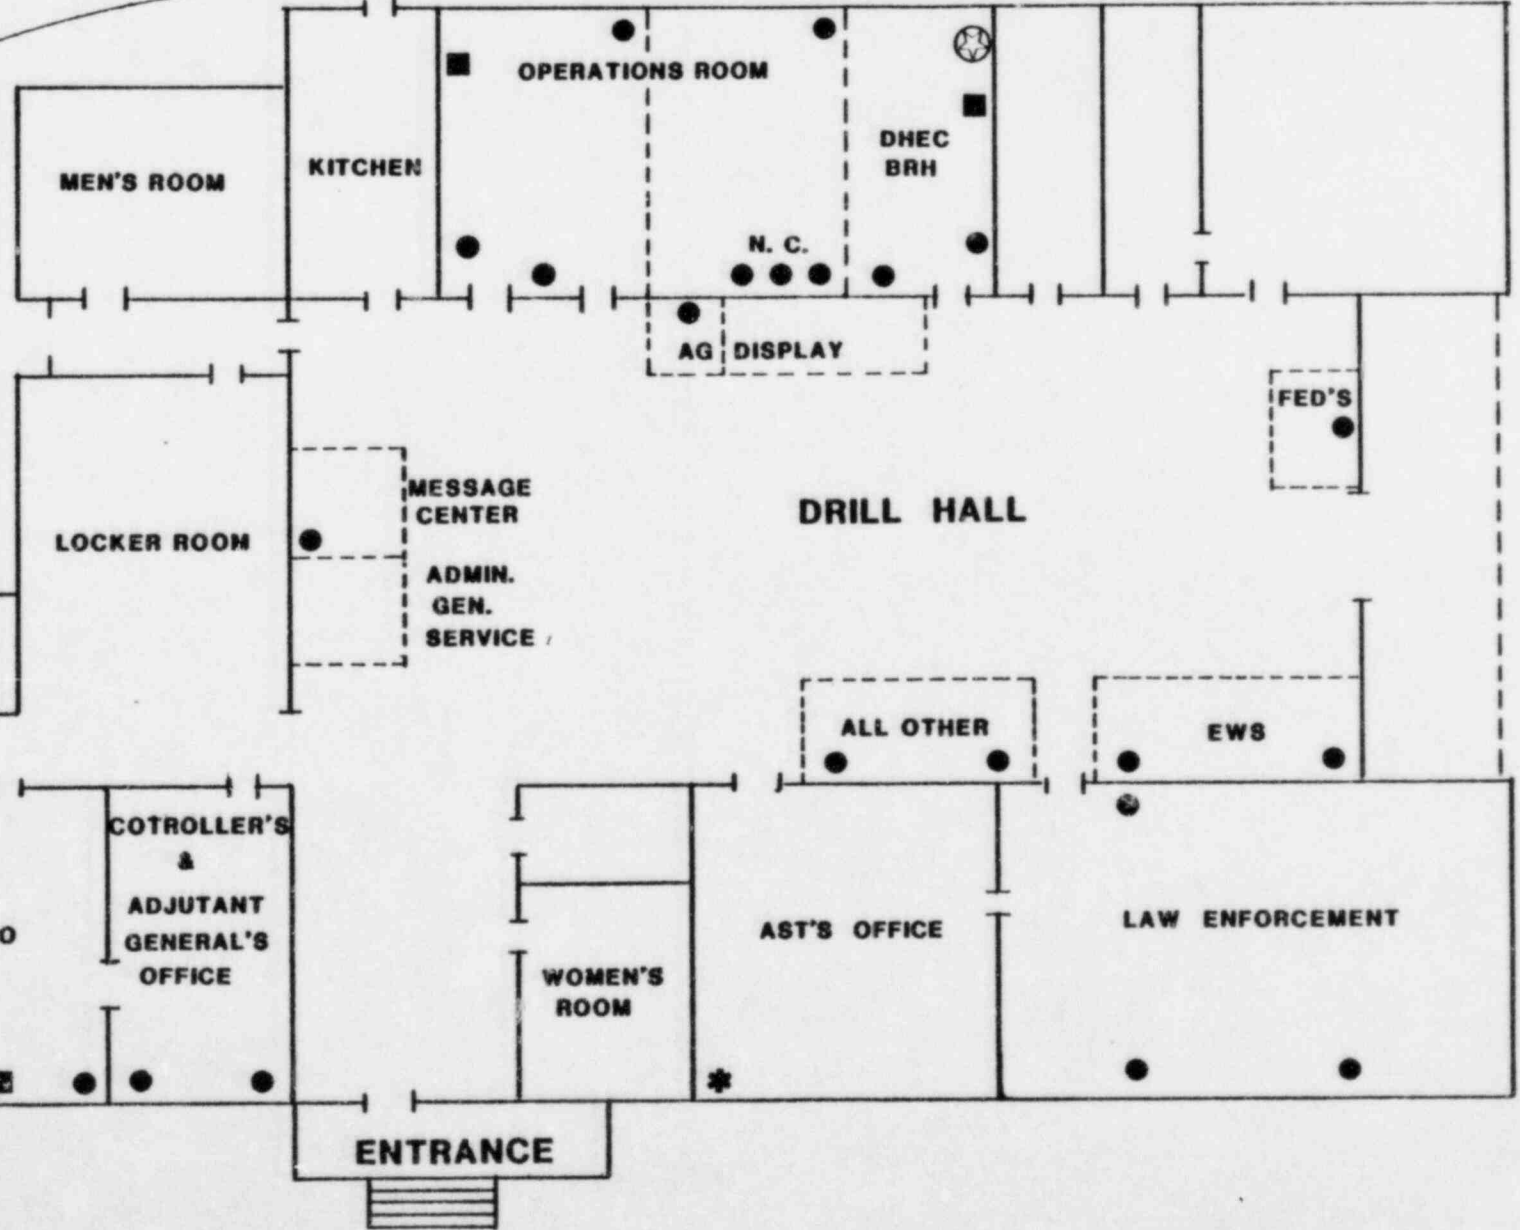 OPERATIONS ROOM
DHEC
BRH
MEN'S ROOM
KITCHEN
N. C.
AG
DISPLAY
FED'S
MESSAGE
CENTER
DRILL HALL
LOCKER ROOM
ADMIN.
GEN.
SERVICE
ALL OTHER
EWS
COTROLLER'S
&
ADJUTANT
GENERAL'S
OFFICE
O
AST'S OFFICE
LAW ENFORCEMENT
WOMEN'S
ROOM
*
ENTRANCE